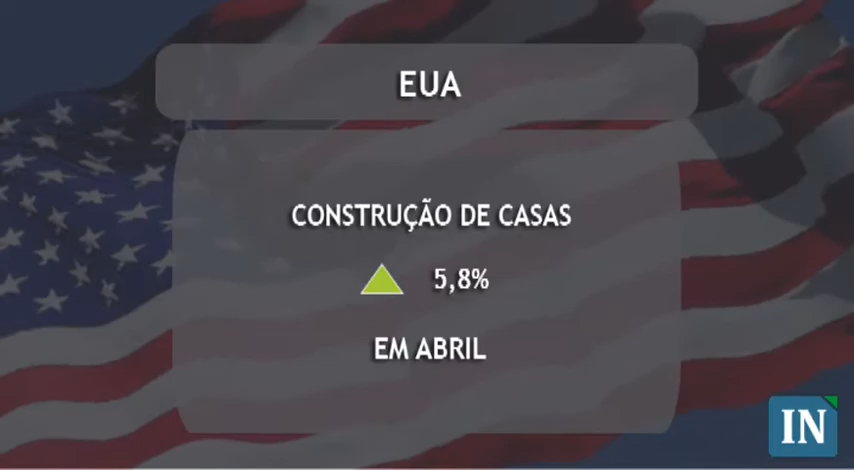 EUA
CONSTRUÇÃO DE CASAS
5,8%
EM ABRIL
IN